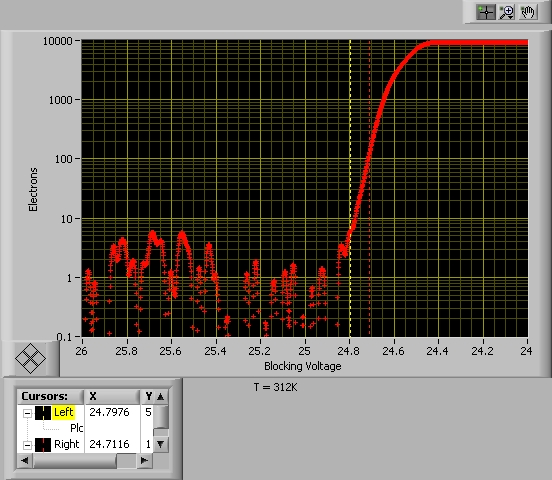 10000
1000
100
10
1
0.1
Electrons
26 25.8 25.6 25.4 25.2 25 24.8 24.6 24.4 24.2 24
Blocking Voltage
T = 312K
Cursors: X Y
Left 24.7976 5
Plc
Right 24.7116 1